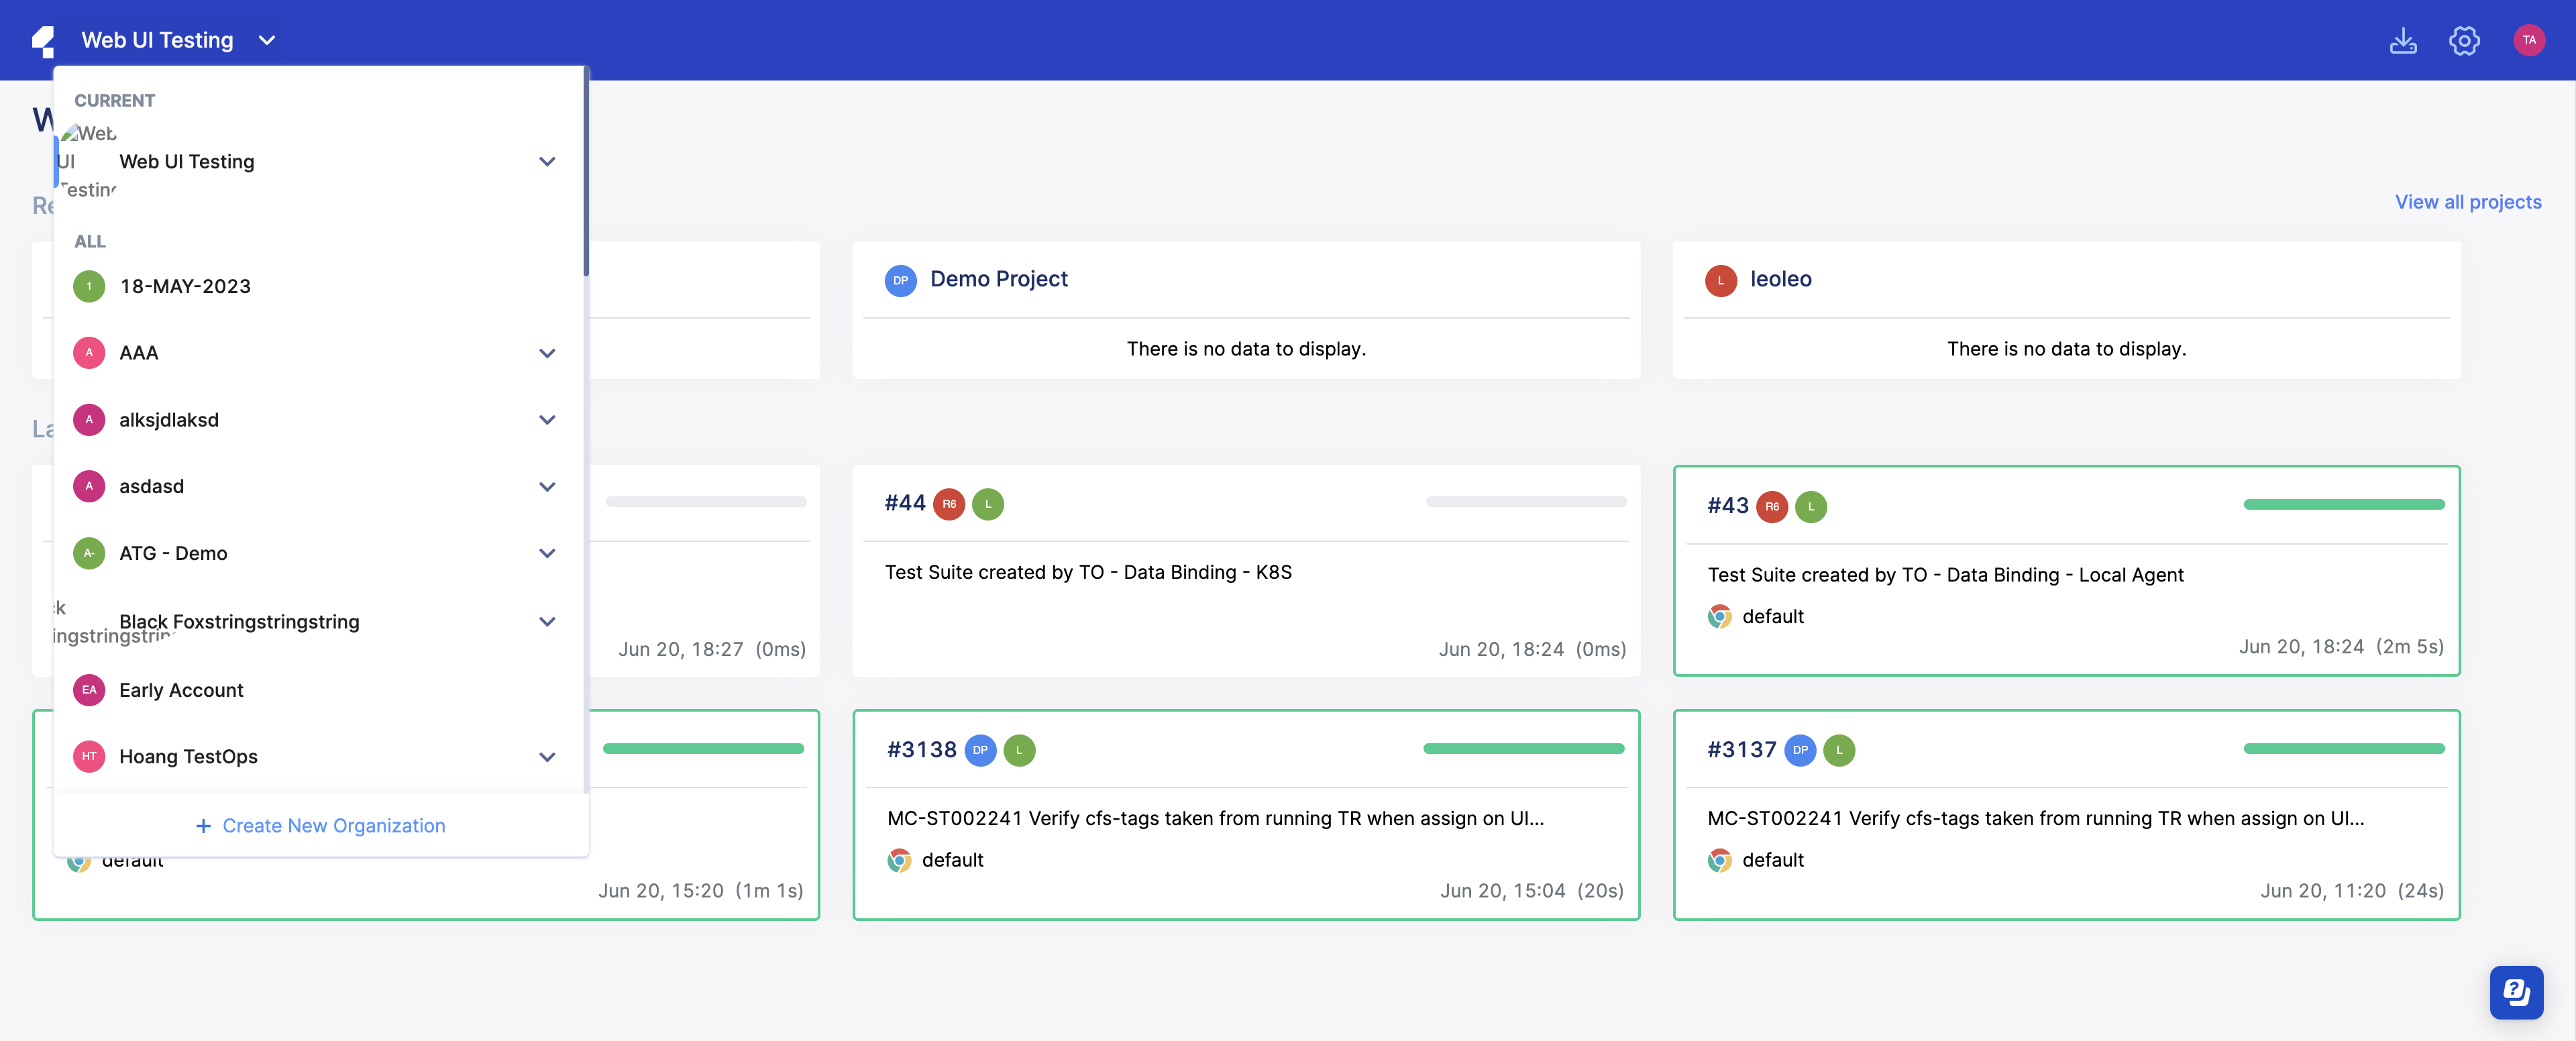 Web UI Testing
TA
CURRENT
Web
UI
Testing
Web UI Testing
View all projects
ALL
1 18-MAY-2023
A AAA
A alksjdlaksd
A asdasd
A- ATG - Demo
Black Foxstringstringstring
EA Early Account
HT Hoang TestOps
+ Create New Organization
DP Demo Project
There is no data to display.
L leoleo
There is no data to display.
Jun 20, 18:27 (0ms)
#44 R6 L
Test Suite created by TO - Data Binding - K8S
Jun 20, 18:24 (0ms)
#43 R6 L
Test Suite created by TO - Data Binding - Local Agent
default
Jun 20, 18:24 (2m 5s)
default
Jun 20, 15:20 (1m 1s)
#3138 DP L
MC-ST002241 Verify cfs-tags taken from running TR when assign on UI...
default
Jun 20, 15:04 (20s)
#3137 DP L
MC-ST002241 Verify cfs-tags taken from running TR when assign on UI...
default
Jun 20, 11:20 (24s)